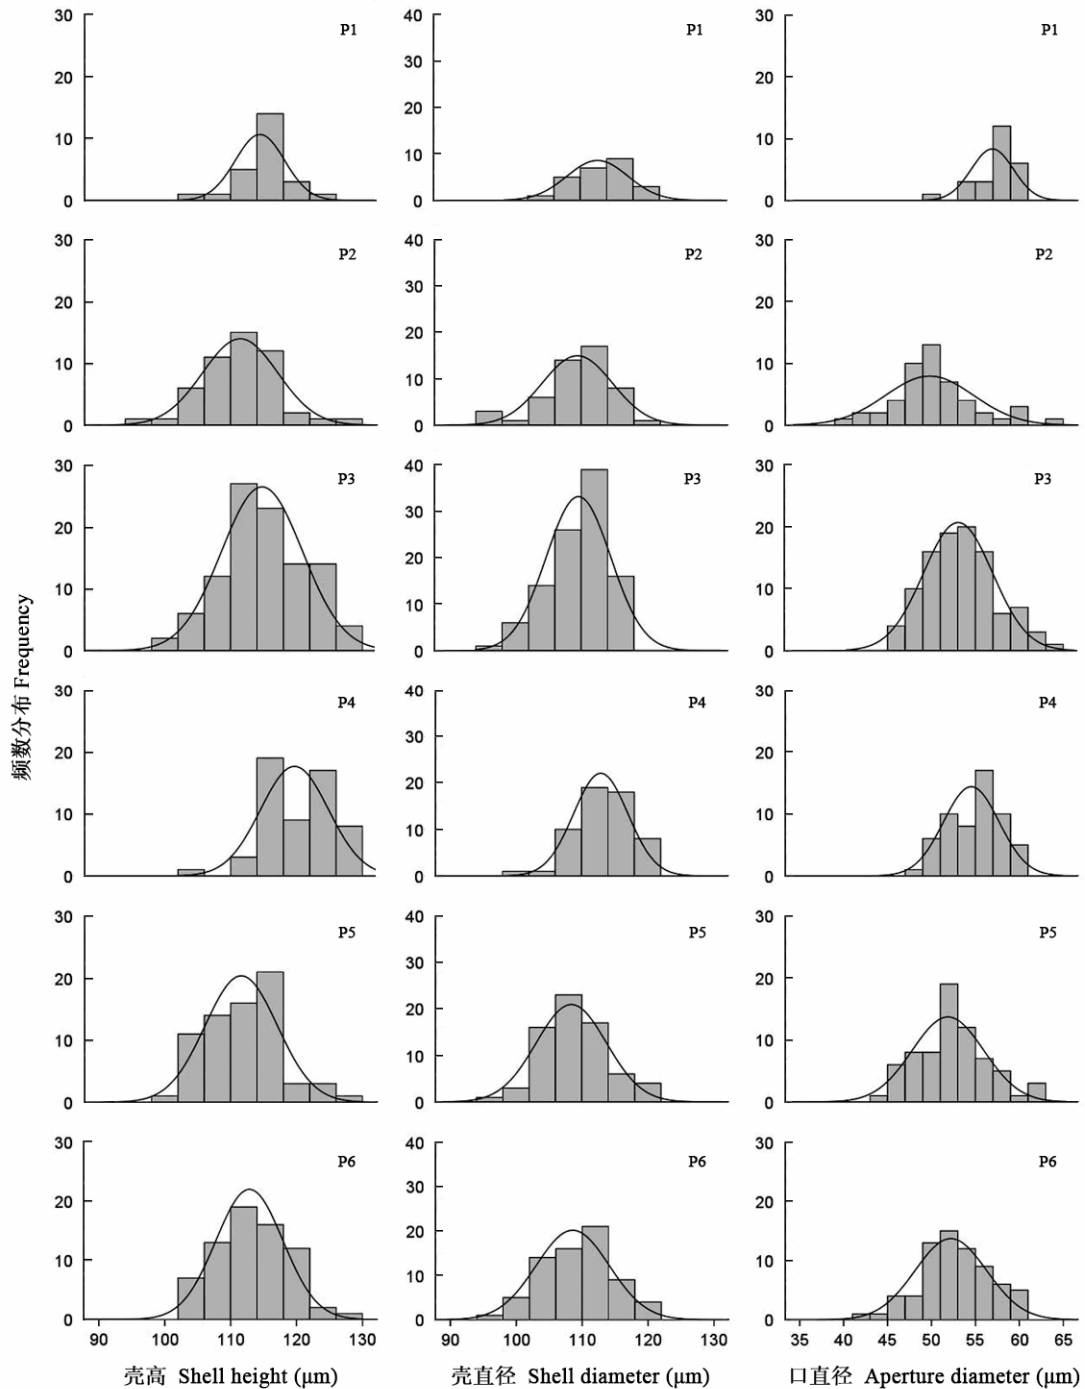 30 P1 40 P1 30 P1
20 30 20
10 20 10
0 10 0
0
30 P2 40 P2 30 P2
20 30 20
10 20 10
0 10 0
0
30 P3 40 P3 30 P3
20 30 20
10 20 10
0 10 0
0
频数分布 Frequency
30 P4 40 P4 30 P4
20 30 20
10 20 10
0 10 0
0
30 P5 40 P5 30 P5
20 30 20
10 20 10
0 10 0
0
30 P6 40 P6 30 P6
20 30 20
10 20 10
0 10 0
0
90 100 110 120 130 90 100 110 120 130 35 40 45 50 55 60 65
壳高 Shell height (μm) 壳直径 Shell diameter (μm) 口直径 Aperture diameter (μm)